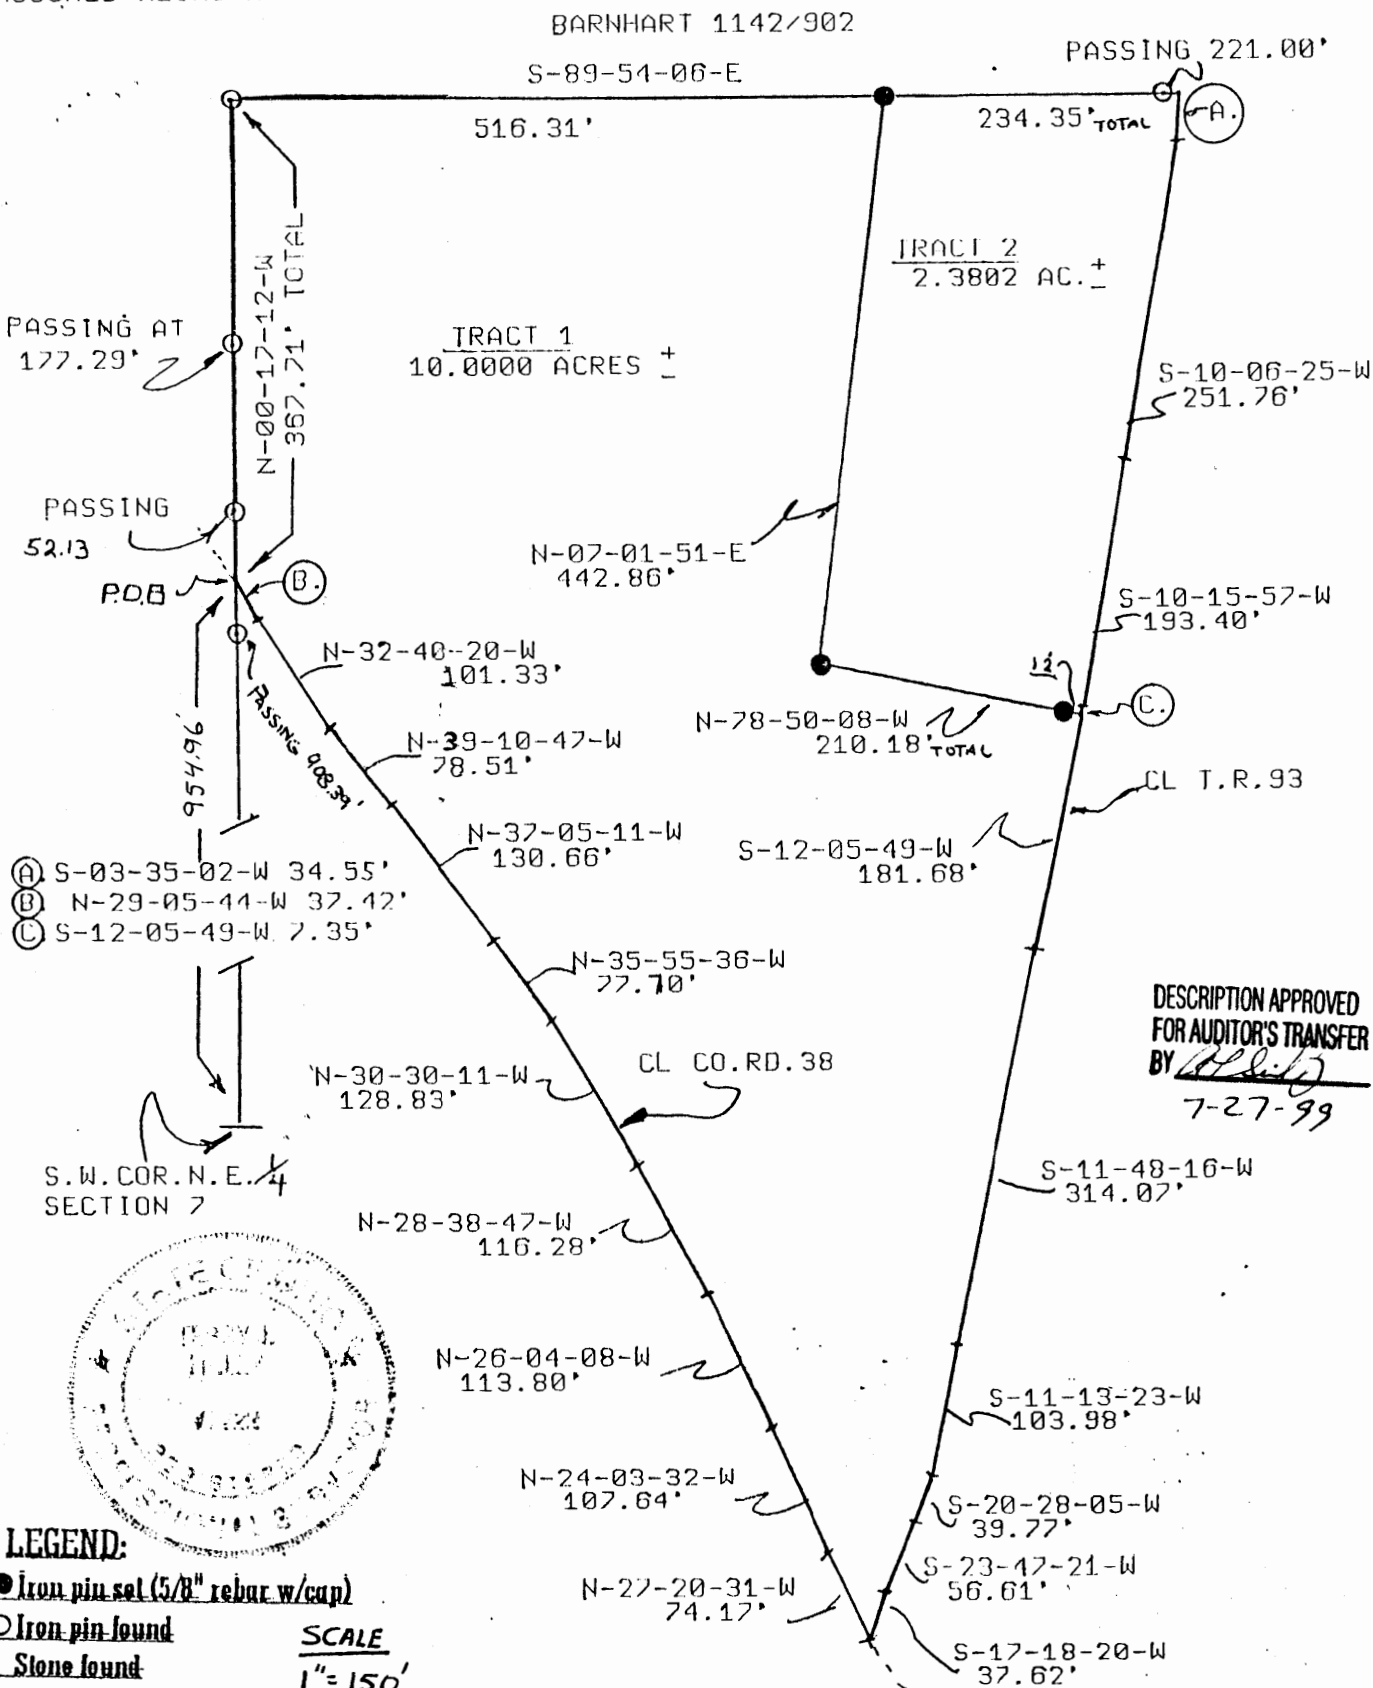 BARNHART 1142/902
PASSING 221.00'
S-89-54-06-E
516.31'
234.35' TOTAL
A.
N-00-17-12-W
367.71' TOTAL
TRACT 2
2.3802 AC. ±
PASSING AT
177.29'
TRACT 1
10.0000 ACRES ±
S-10-06-25-W
251.76'
PASSING
52.13
P.O.B
B.
N-07-01-51-E
442.86'
S-10-15-57-W
193.40'
N-32-40-20-W
101.33'
12'
C.
PASSING 908.39'
N-78-50-08-W
210.18' TOTAL
N-39-10-47-W
78.51'
954.96
CL T.R.93
N-37-05-11-W
130.66'
S-12-05-49-W
181.68'
A. S-03-35-02-W 34.55'
B. N-29-05-44-W 37.42'
C. S-12-05-49-W 7.35'
N-35-55-36-W
77.70'
DESCRIPTION APPROVED
FOR AUDITOR'S TRANSFER
BY
7-27-99
CL CO.RD.38
N-30-30-11-W
128.83'
S.W.COR.N.E.1/4
SECTION 7
S-11-48-16-W
314.07'
N-28-38-47-W
116.28'
N-26-04-08-W
113.80'
S-11-13-23-W
103.98'
N-24-03-32-W
107.64'
S-20-28-05-W
39.77'
LEGEND:
Iron pin set (5/8" rebar w/cap)
Iron pin found
Stone found
S-23-47-21-W
56.61'
N-27-20-31-W
74.17'
SCALE
1"=150'
S-17-18-20-W
37.62'